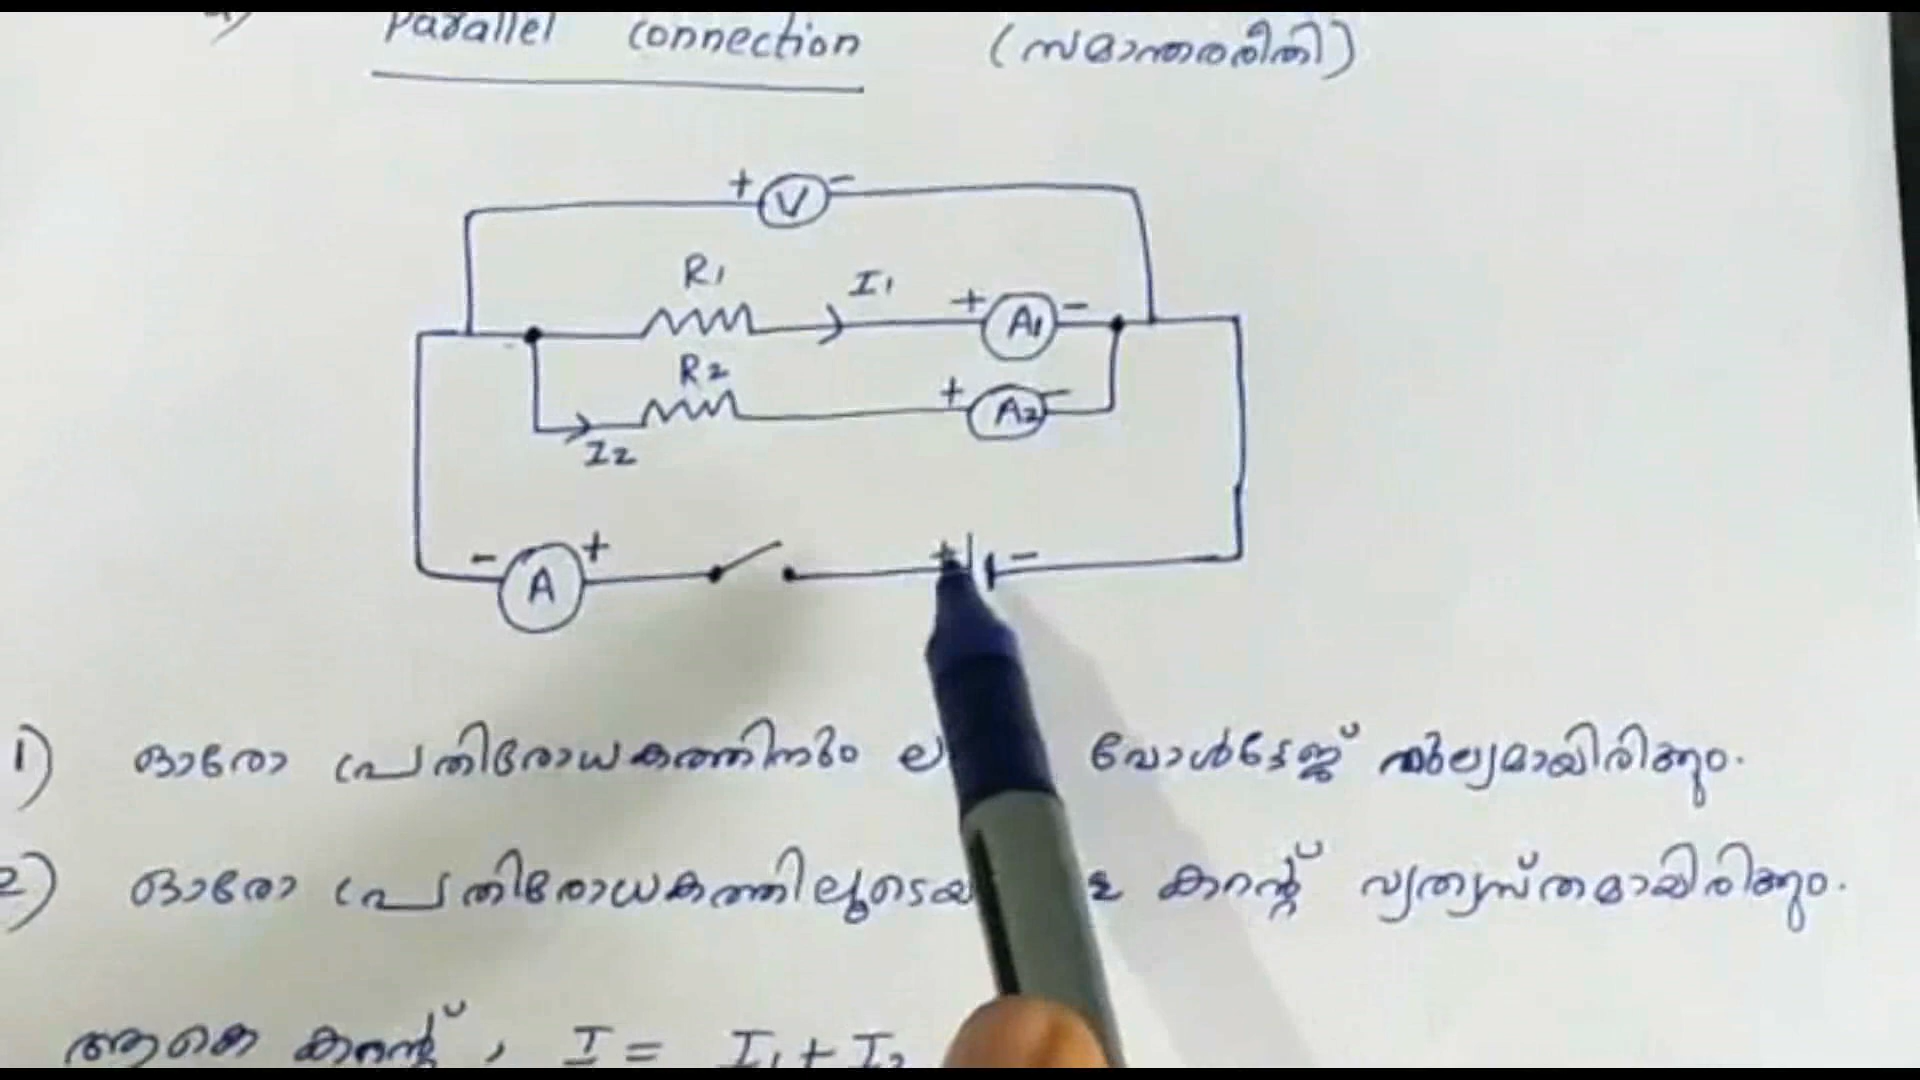 Parallel connection (സമാന്തരരീതി)
+ V -
R1 I1 + A1 -
R2 + A2 -
I2
- A + + -
1) ഓരോ പ്രതിരോധകത്തിനും വോൾട്ടേജ് തുല്യമായിരിക്കും.
2) ഓരോ പ്രതിരോധകത്തിലൂടെയ കറന്റ് വ്യത്യസ്തമായിരിക്കും.
ആകെ കറന്റ്, I = I1 + I2